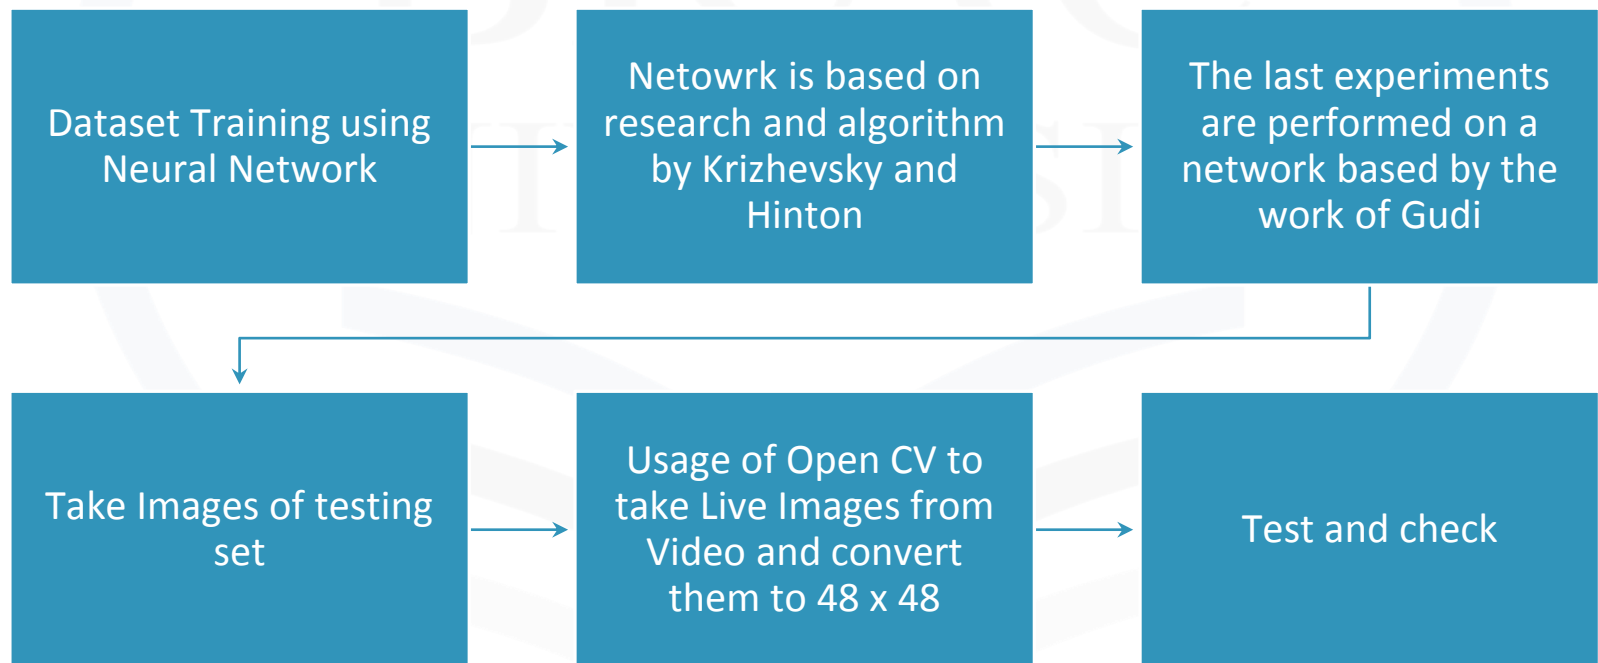 Dataset Training using
Neural Network
Netowrk is based on
research and algorithm
by Krizhevsky and
Hinton
The last experiments
are performed on a
network based by the
work of Gudi
Take Images of testing
set
Usage of Open CV to
take Live Images from
Video and convert
them to 48 x 48
Test and check